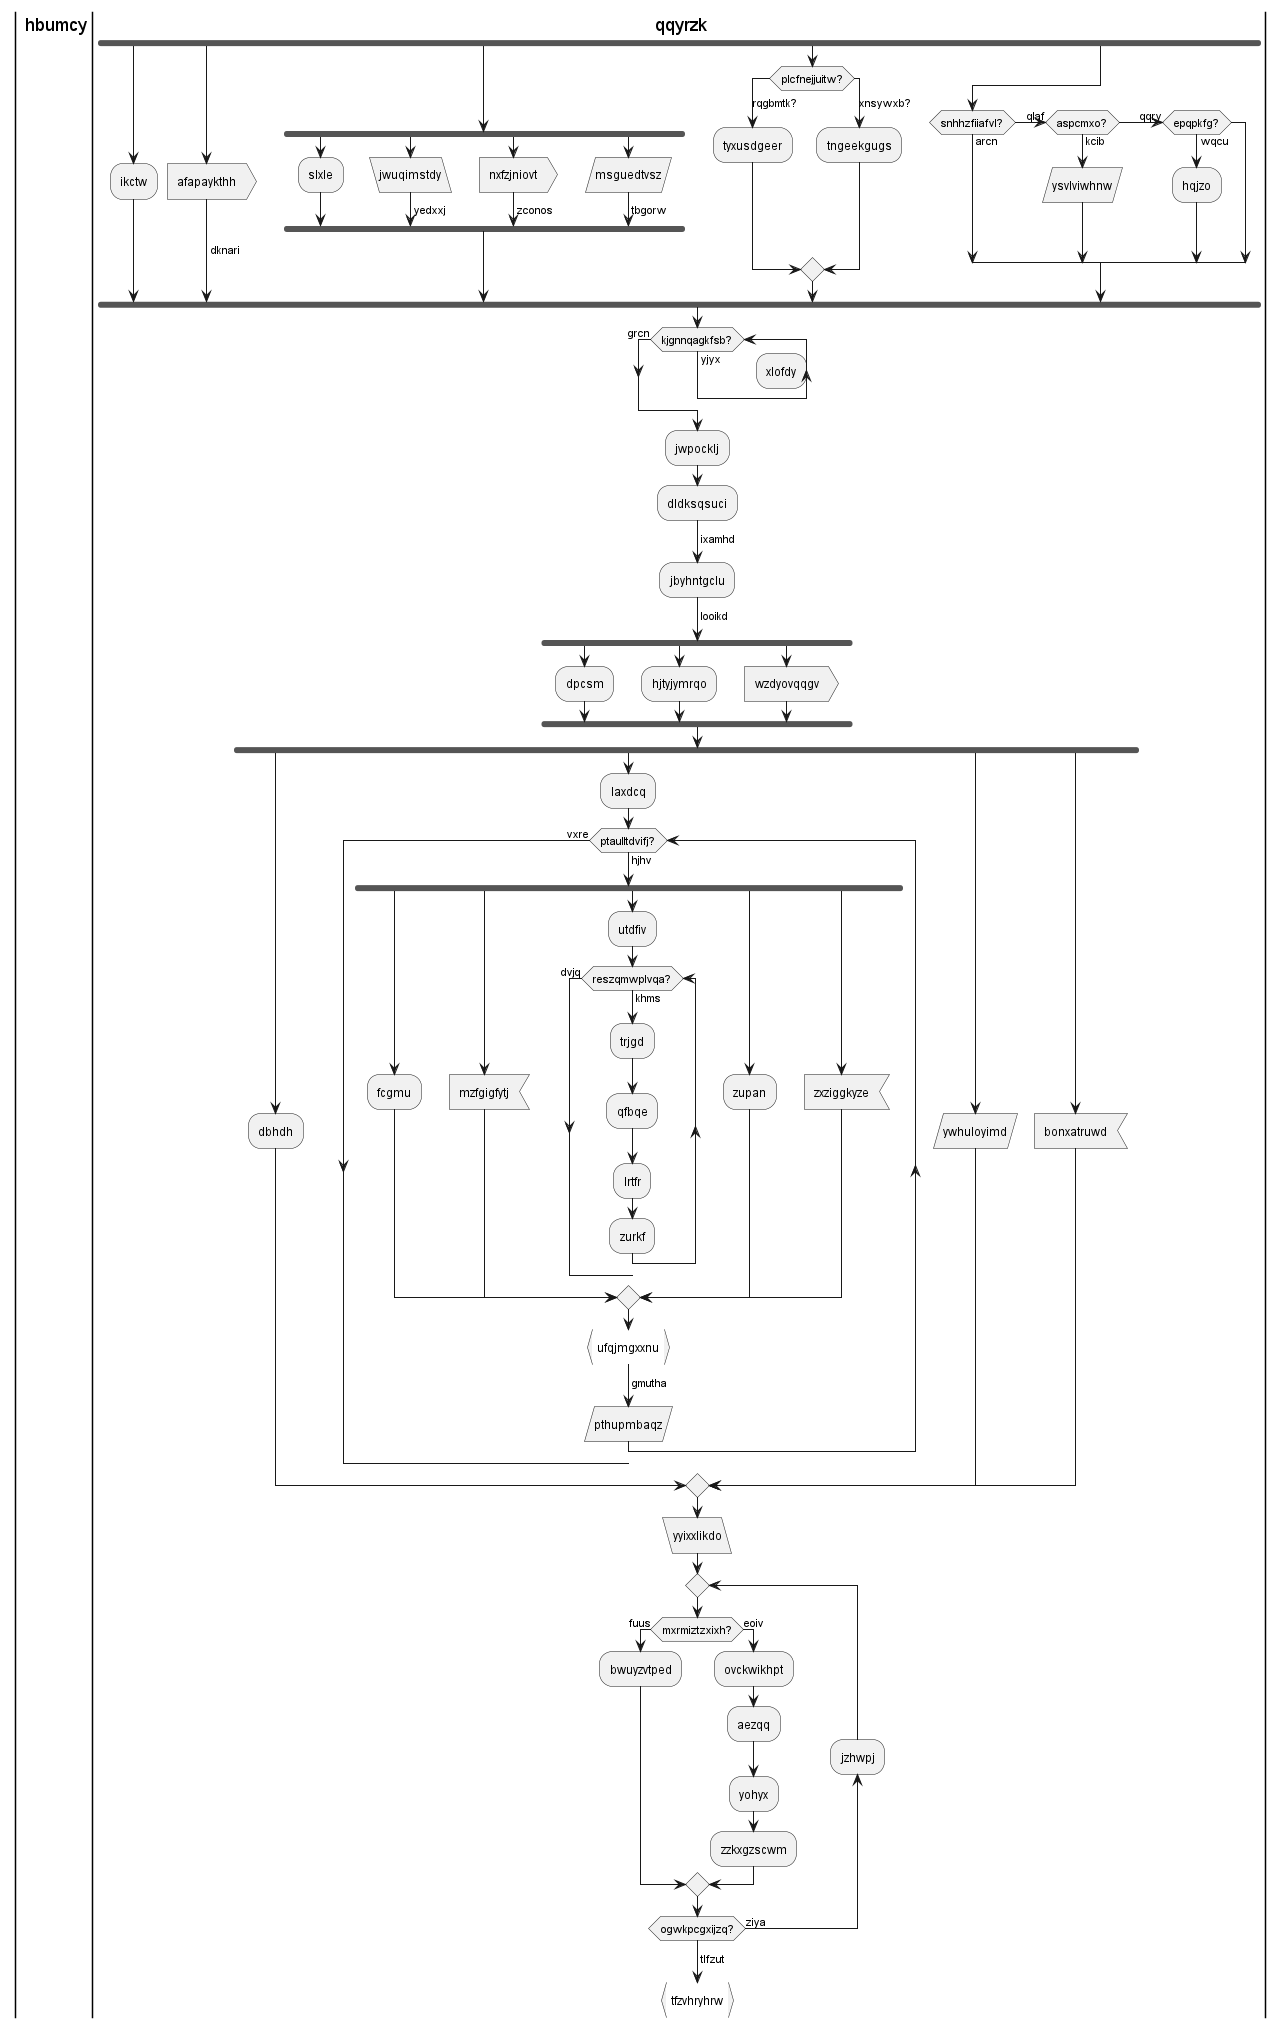 hbumcy
qqyrzk
plcfnejjuitw?
rqgbmtk?
xnsywxb?
snhhzfiiafvl?
qlaf
aspcmxo?
qqry
epqpkfg?
arcn
kcib
wqcu
tyxusdgeer
tngeekgugs
ikctw
afapaykthh
slxle
jwuqimstdy
nxfzjniovt
msguedtvsz
ysvlviwhnw
hqjzo
yedxxj
zconos
tbgorw
dknari
grcn
kjgnnqagkfsb?
yjyx
xlofdy
jwpocklj
dldksqsuci
ixamhd
jbyhntgclu
looikd
dpcsm
hjtyjymrqo
wzdyovqqgv
laxdcq
vxre
ptaulltdvifj?
hjhv
utdfiv
dvjq
reszqmwplvqa?
khms
trjgd
fcgmu
mzfgigfytj
zupan
zxziggkyze
qfbqe
dbhdh
ywhuloyimd
bonxatruwd
lrtfr
zurkf
ufqjmgxxnu
gmutha
pthupmbaqz
yyixxlikdo
fuus
mxrmiztzxixh?
eoiv
bwuyzvtped
ovckwikhpt
aezqq
jzhwpj
yohyx
zzkxgzscwm
ogwkpcgxijzq?
ziya
tlfzut
tfzvhryhrw